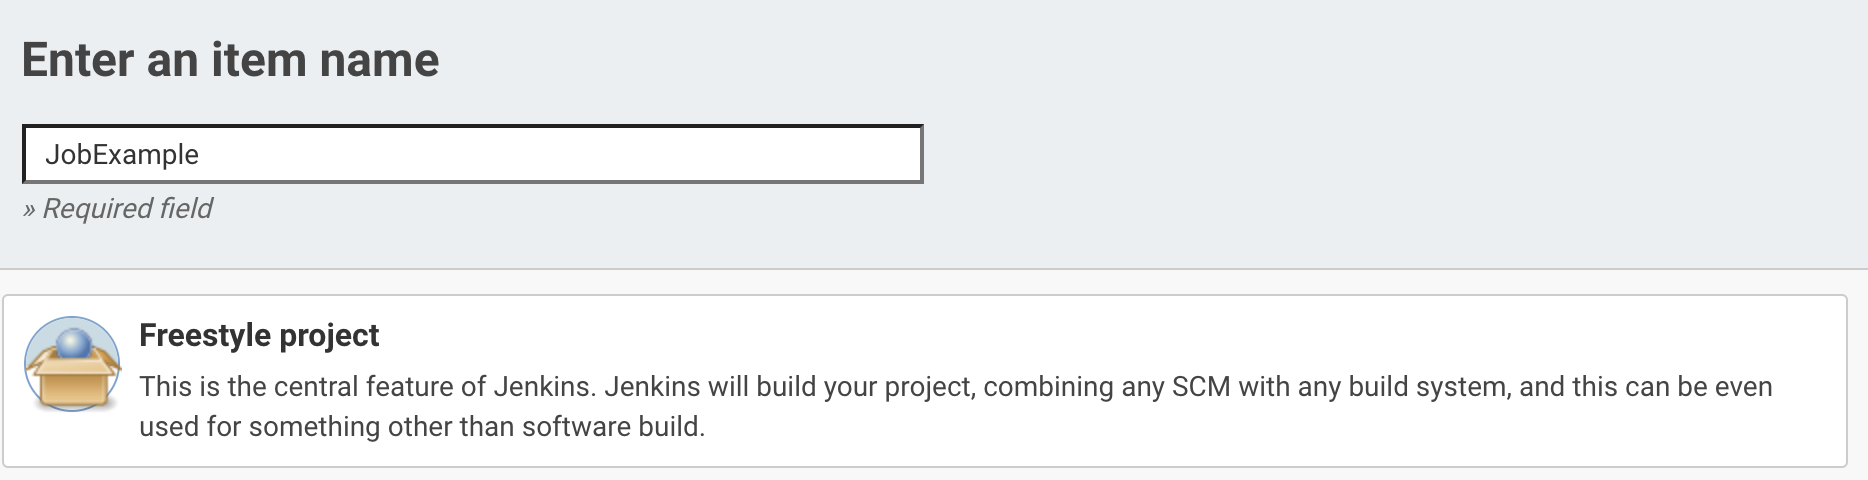 Enter an item name
JobExample
» Required field
Freestyle project
This is the central feature of Jenkins. Jenkins will build your project, combining any SCM with any build system, and this can be even
used for something other than software build.